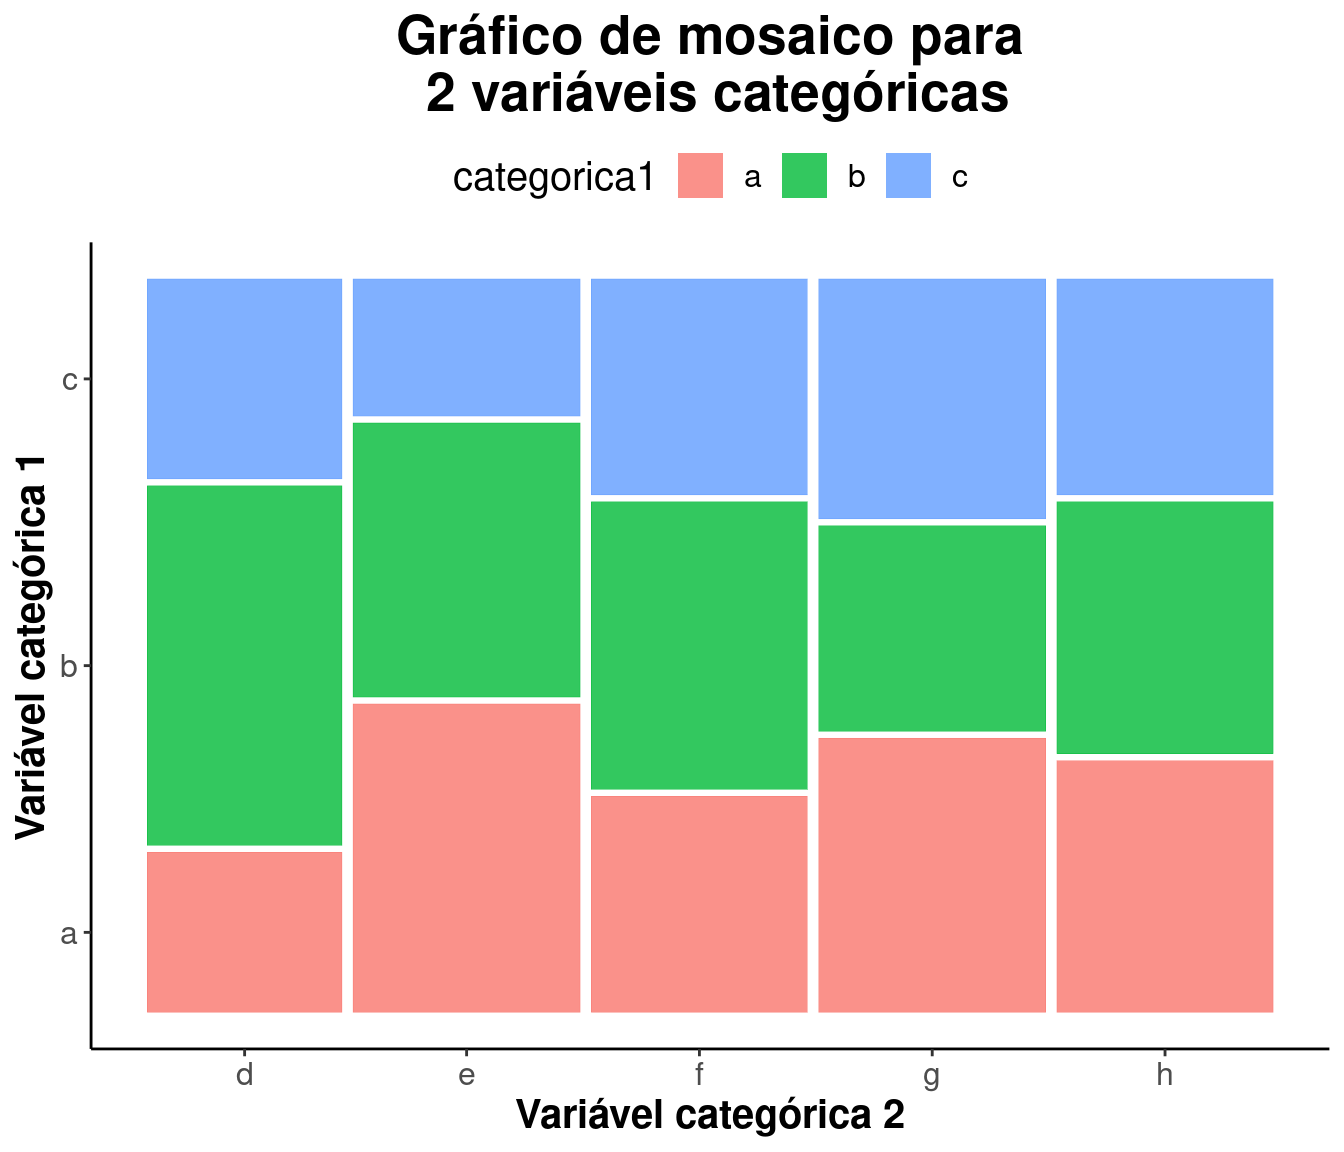 Gráfico de mosaico para
2 variáveis categóricas
categorica1 a b c
c
b
a
Variável categórica 1
d e f g h
Variável categórica 2